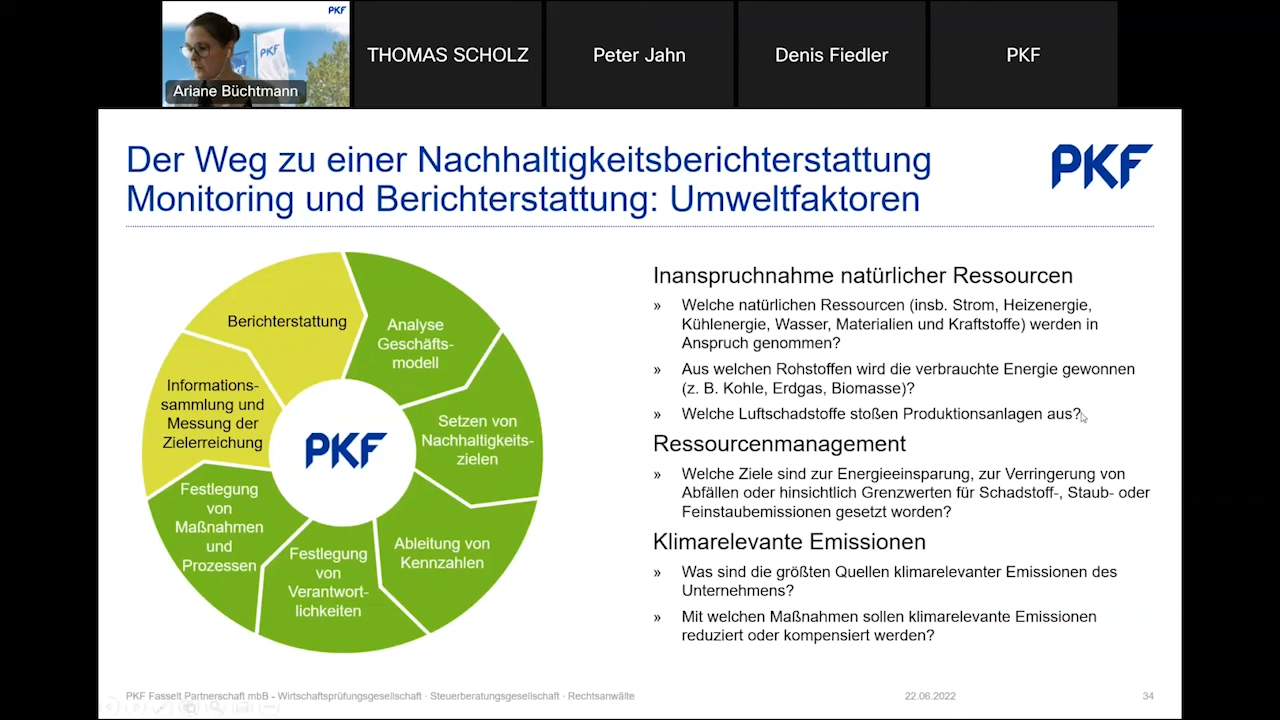 PKF
PKF
Ariane Büchtmann
THOMAS SCHOLZ
Peter Jahn
Denis Fiedler
PKF
Der Weg zu einer Nachhaltigkeitsberichterstattung
Monitoring und Berichterstattung: Umweltfaktoren
PKF
Berichterstattung
Analyse
Geschäfts-
modell
Setzen von
Nachhaltigkeits-
zielen
Ableitung von
Kennzahlen
Festlegung
von
Verantwort-
lichkeiten
Festlegung
von
Maßnahmen
und
Prozessen
Informations-
sammlung und
Messung der
Zielerreichung
PKF
Inanspruchnahme natürlicher Ressourcen
» Welche natürlichen Ressourcen (insb. Strom, Heizenergie,
Kühlenergie, Wasser, Materialien und Kraftstoffe) werden in
Anspruch genommen?
» Aus welchen Rohstoffen wird die verbrauchte Energie gewonnen
(z. B. Kohle, Erdgas, Biomasse)?
» Welche Luftschadstoffe stoßen Produktionsanlagen aus?
Ressourcenmanagement
» Welche Ziele sind zur Energieeinsparung, zur Verringerung von
Abfällen oder hinsichtlich Grenzwerten für Schadstoff-, Staub- oder
Feinstaubemissionen gesetzt worden?
Klimarelevante Emissionen
» Was sind die größten Quellen klimarelevanter Emissionen des
Unternehmens?
» Mit welchen Maßnahmen sollen klimarelevante Emissionen
reduziert oder kompensiert werden?
PKF Fasselt Partnerschaft mbB - Wirtschaftsprüfungsgesellschaft · Steuerberatungsgesellschaft · Rechtsanwälte
22.06.2022
34